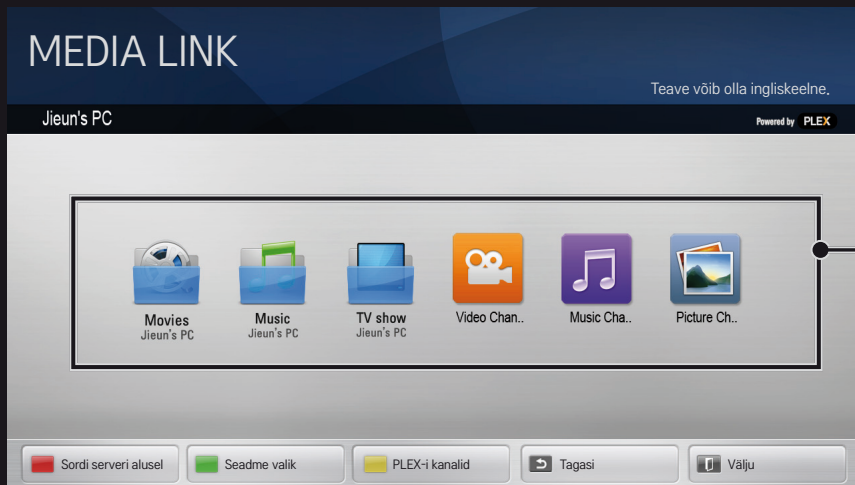 MEDIA LINK
Teave võib olla ingliskeelne.
Jieun's PC
Powered by PLEX
Movies
Jieun's PC
Music
Jieun's PC
TV show
Jieun's PC
Video Chan..
Music Cha..
Picture Ch..
Sordi serveri alusel
Seadme valik
PLEX-i kanalid
Tagasi
Välju